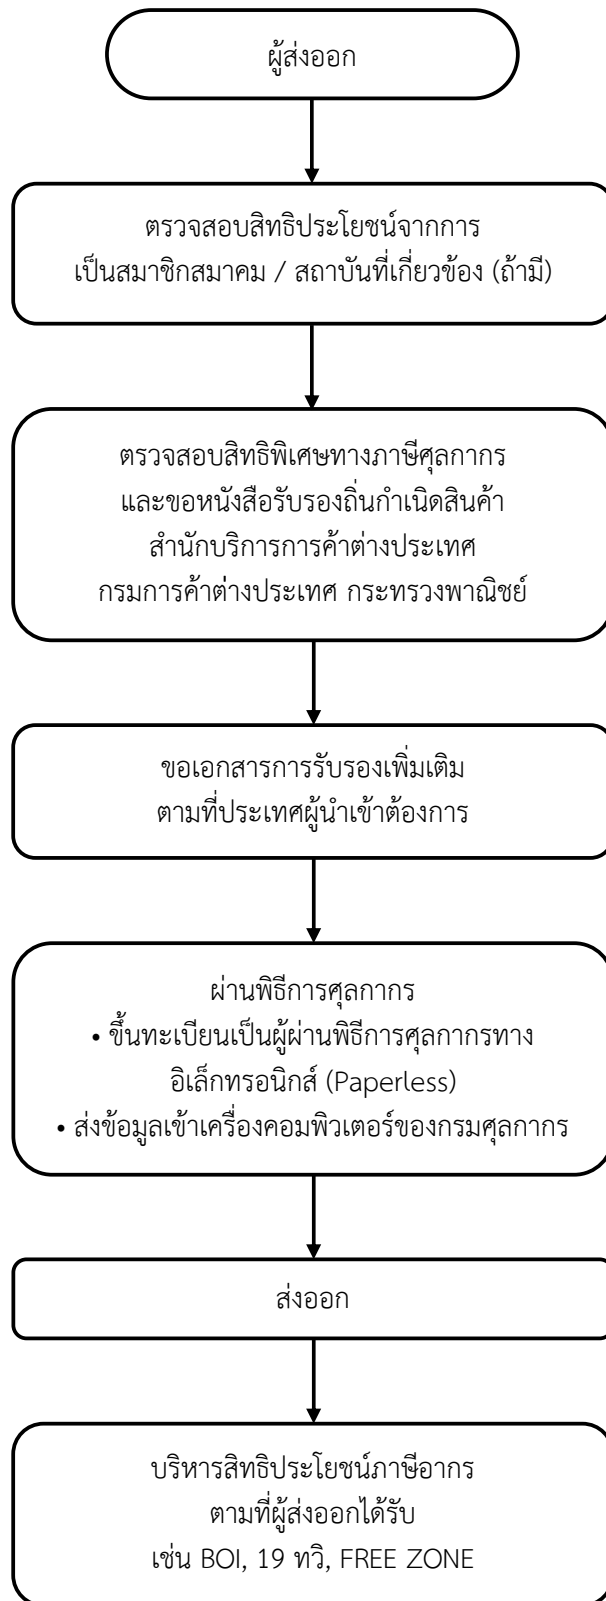 ผู้ส่งออก
ตรวจสอบสิทธิประโยชน์จากการ
เป็นสมาชิกสมาคม / สถาบันที่เกี่ยวข้อง (ถ้ามี)
ตรวจสอบสิทธิพิเศษทางภาษีศุลกากร
และขอหนังสือรับรองถิ่นกำเนิดสินค้า
สำนักบริการการค้าต่างประเทศ
กรมการค้าต่างประเทศ กระทรวงพาณิชย์
ขอเอกสารการรับรองเพิ่มเติม
ตามที่ประเทศผู้นำเข้าต้องการ
ผ่านพิธีการศุลกากร
• ขึ้นทะเบียนเป็นผู้ผ่านพิธีการศุลกากรทาง
อิเล็กทรอนิกส์ (Paperless)
• ส่งข้อมูลเข้าเครื่องคอมพิวเตอร์ของกรมศุลกากร
ส่งออก
บริหารสิทธิประโยชน์ภาษีอากร
ตามที่ผู้ส่งออกได้รับ
เช่น BOI, 19 ทวิ, FREE ZONE